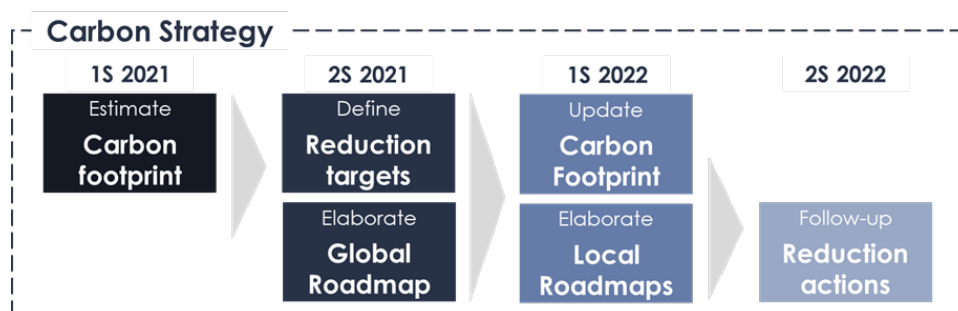 Carbon Strategy
1S 2021
Estimate
Carbon
footprint
2S 2021
Define
Reduction
targets
Elaborate
Global
Roadmap
1S 2022
Update
Carbon
Footprint
Elaborate
Local
Roadmaps
2S 2022
Follow-up
Reduction
actions